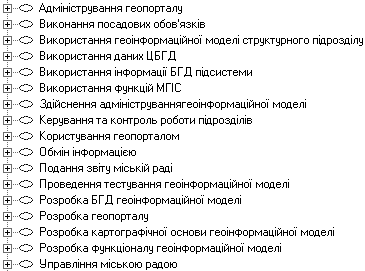 Адміністрування геопорталу
Виконання посадових обов'язків
Використання геоінформаційної моделі структурного підрозділу
Використання даних ЦБГД
Використання інформації БГД підсистеми
Використання функцій МГІС
Здійснення адмініструваннягеоінформаційної моделі
Керування та контроль роботи підрозділів
Користування геопорталом
Обмін інформацією
Подання звіту міській раді
Проведення тестування геоінформаційної моделі
Розробка БГД геоінформаційної моделі
Розробка геопорталу
Розробка картографічної основи геоінформаційної моделі
Розробка функціоналу геоінформаційної моделі
Управління міською радою